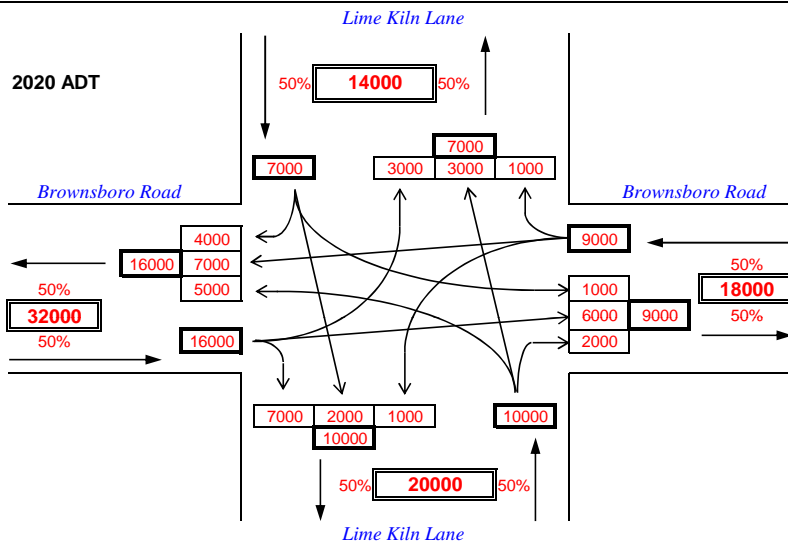 Lime Kiln Lane
2020 ADT
50% 14000 50%
7000
7000 3000 3000 1000
Brownsboro Road Brownsboro Road
4000 9000
16000 7000
50% 50%
5000 1000 18000
32000 6000 9000
50% 16000 2000 50%
7000 2000 1000 10000
10000
50% 20000 50%
Lime Kiln Lane